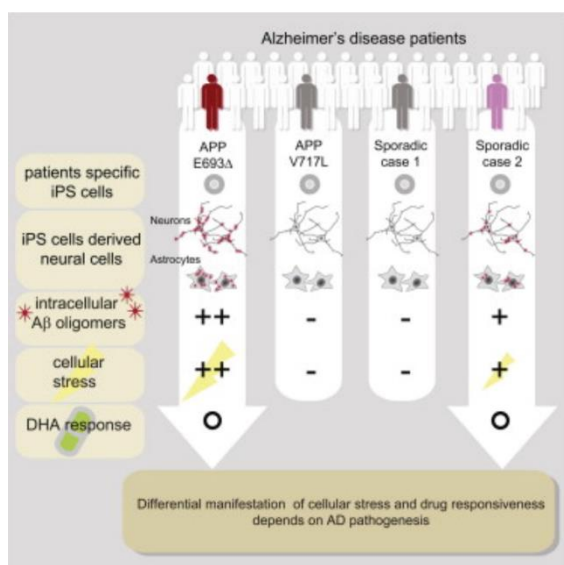 Alzheimer's disease patients
APP
E693Δ
APP
V717L
Sporadic
case 1
Sporadic
case 2
patients specific
iPS cells
Neurons
iPS cells derived
neural cells
Astrocytes
intracellular
Aβ oligomers
++
-
-
+
cellular
stress
++
-
-
+
DHA response
O
O
Differential manifestation of cellular stress and drug responsiveness
depends on AD pathogenesis